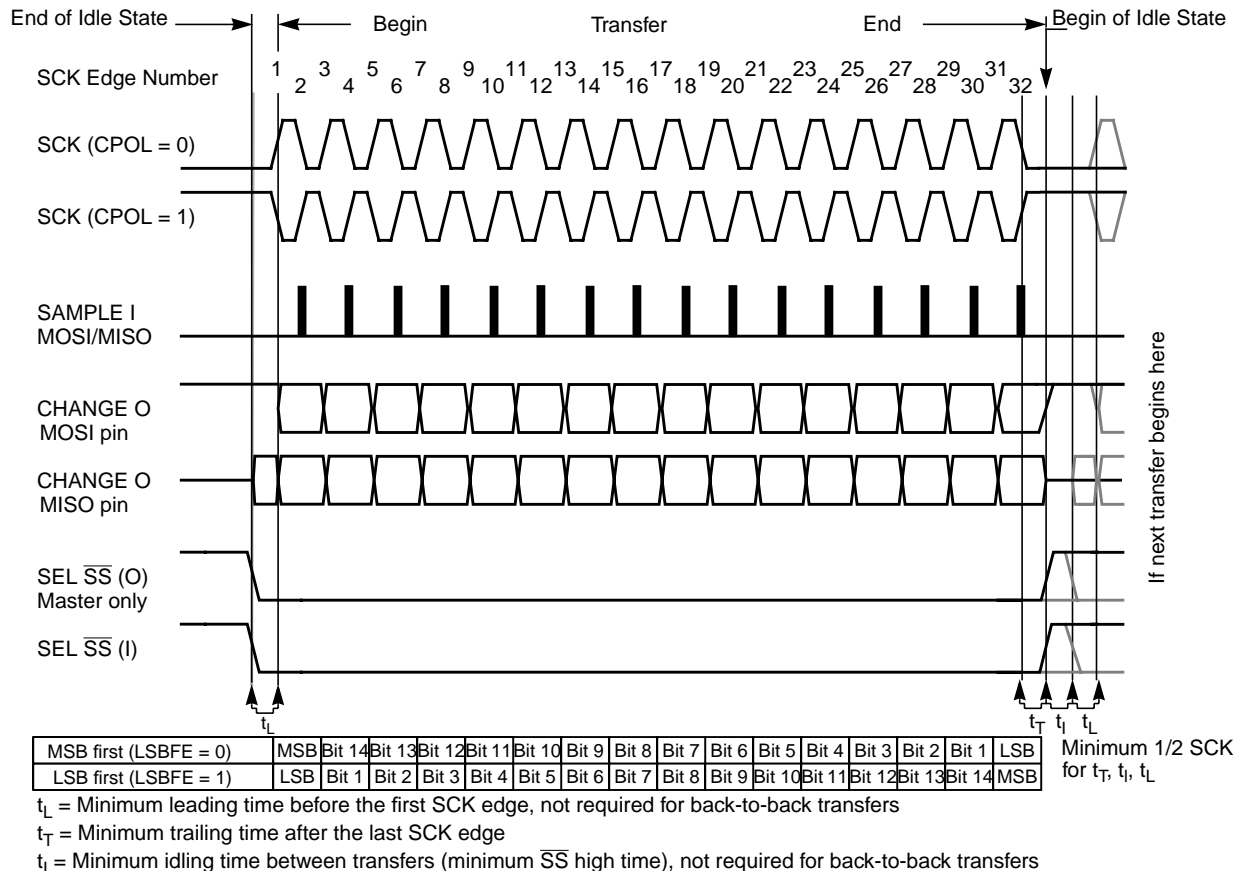 End of Idle State
Begin
Transfer
End
Begin of Idle State
SCK Edge Number
1 3 5 7 9 11 13 15 17 19 21 23 25 27 29 31
2 4 6 8 10 12 14 16 18 20 22 24 26 28 30 32
SCK (CPOL = 0)
SCK (CPOL = 1)
SAMPLE I
MOSI/MISO
CHANGE O
MOSI pin
CHANGE O
MISO pin
SEL SS (O)
Master only
SEL SS (I)
If next transfer begins here
tL
tT tI tL
MSB first (LSBFE = 0) MSB Bit 14 Bit 13 Bit 12 Bit 11 Bit 10 Bit 9 Bit 8 Bit 7 Bit 6 Bit 5 Bit 4 Bit 3 Bit 2 Bit 1 LSB
LSB first (LSBFE = 1) LSB Bit 1 Bit 2 Bit 3 Bit 4 Bit 5 Bit 6 Bit 7 Bit 8 Bit 9 Bit 10 Bit 11 Bit 12 Bit 13 Bit 14 MSB
Minimum 1/2 SCK
for tT, tI, tL
tL = Minimum leading time before the first SCK edge, not required for back-to-back transfers
tT = Minimum trailing time after the last SCK edge
tI = Minimum idling time between transfers (minimum SS high time), not required for back-to-back transfers